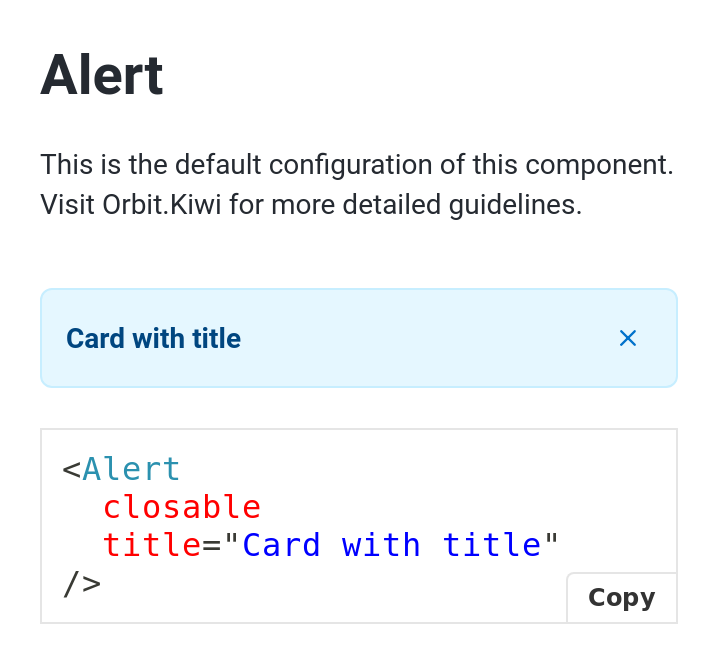 Alert
This is the default configuration of this component.
Visit Orbit.Kiwi for more detailed guidelines.
Card with title
<Alert
  closable
  title="Card with title"
/>
Copy